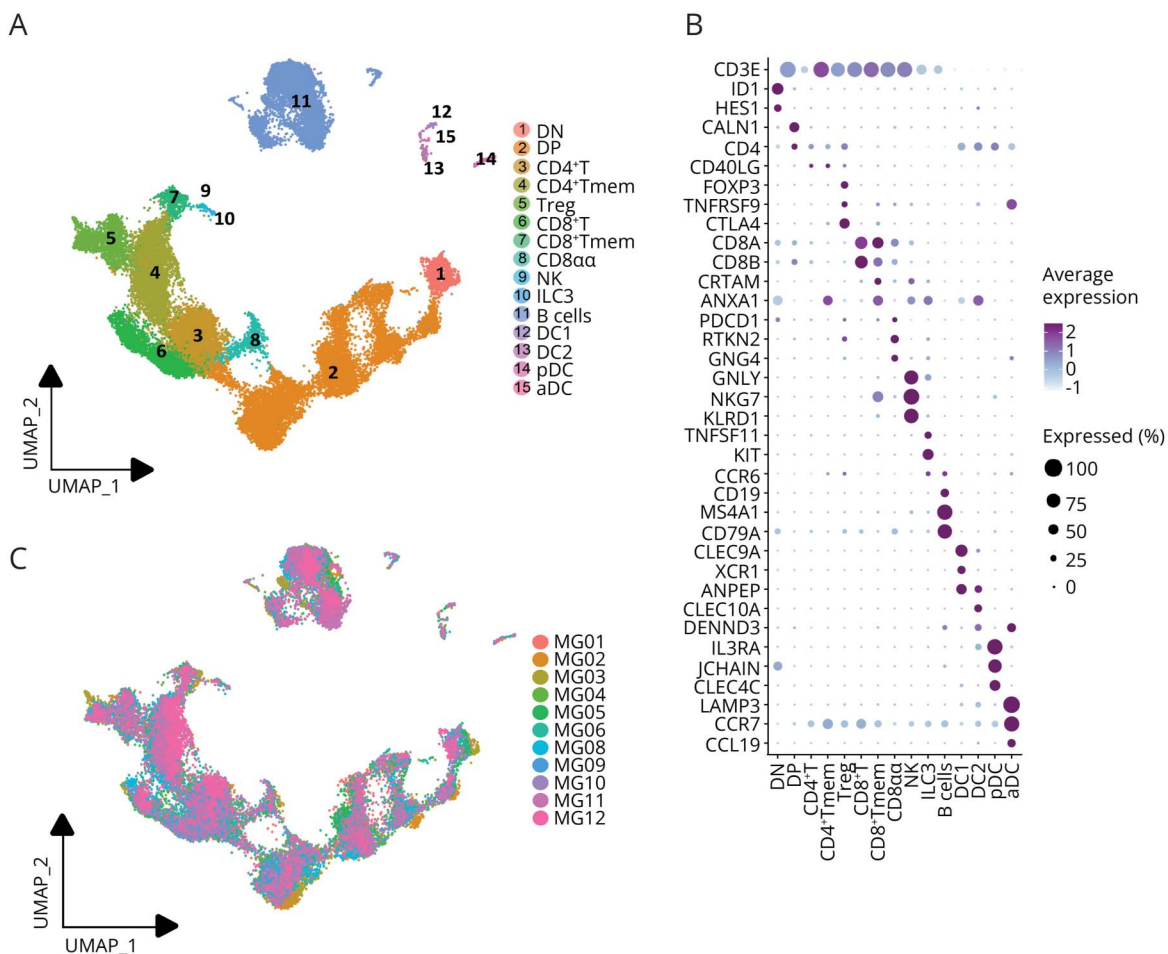 A
11
12
15
13
14
9
7
10
5
4
3
6
8
2
1
UMAP_2
UMAP_1
1 DN
2 DP
3 CD4⁺T
4 CD4⁺Tmem
5 Treg
6 CD8⁺T
7 CD8⁺Tmem
8 CD8αα
9 NK
10 ILC3
11 B cells
12 DC1
13 DC2
14 pDC
15 aDC
B
CD3E
ID1
HES1
CALN1
CD4
CD40LG
FOXP3
TNFRSF9
CTLA4
CD8A
CD8B
CRTAM
ANXA1
PDCD1
RTKN2
GNG4
GNLY
NKG7
KLRD1
TNFSF11
KIT
CCR6
CD19
MS4A1
CD79A
CLEC9A
XCR1
ANPEP
CLEC10A
DENND3
IL3RA
JCHAIN
CLEC4C
LAMP3
CCR7
CCL19
DN
DP
CD4⁺T
CD4⁺Tmem
Treg
CD8⁺T
CD8⁺Tmem
CD8αα
NK
ILC3
B cells
DC1
DC2
pDC
aDC
Average
expression
2
1
0
-1
Expressed (%)
100
75
50
25
0
C
UMAP_2
UMAP_1
MG01
MG02
MG03
MG04
MG05
MG06
MG08
MG09
MG10
MG11
MG12